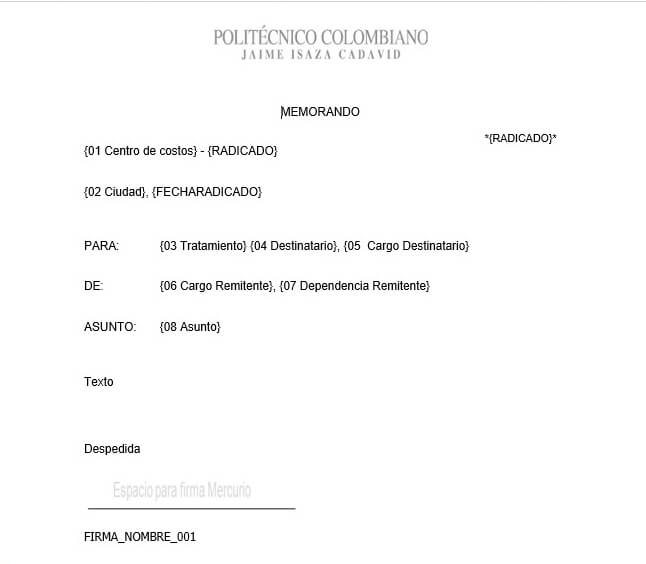 POLITÉCNICO COLOMBIANO
JAIME ISAZA CADAVID
MEMORANDO
*{RADICADO}*
{01 Centro de costos} - {RADICADO}
{02 Ciudad}, {FECHARADICADO}
PARA: {03 Tratamiento} {04 Destinatario}, {05  Cargo Destinatario}
DE: {06 Cargo Remitente}, {07 Dependencia Remitente}
ASUNTO: {08 Asunto}
Texto
Despedida
Espacio para firma Mercurio
FIRMA_NOMBRE_001